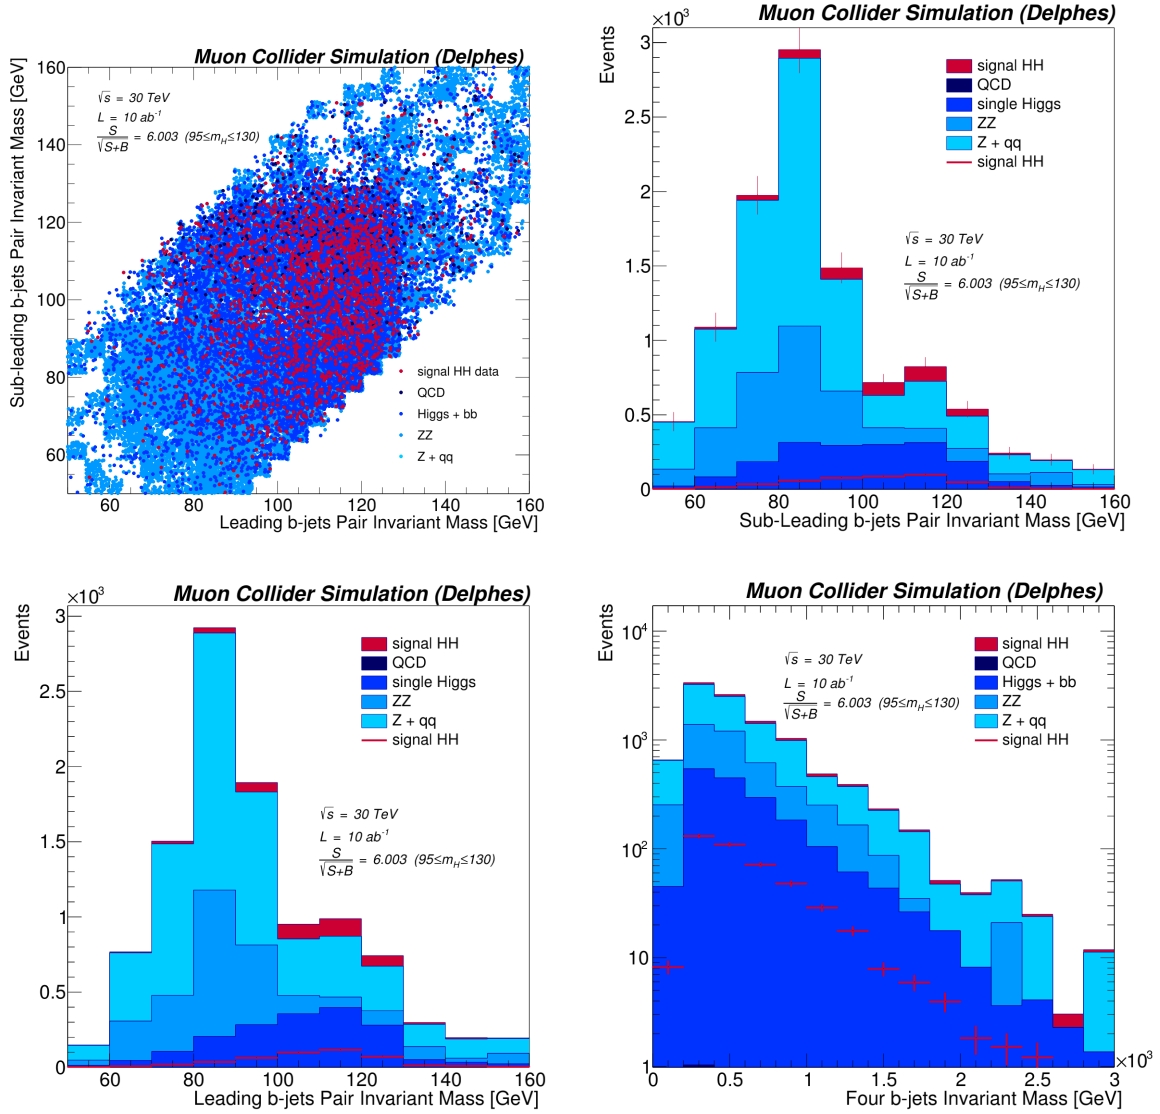 Muon Collider Simulation (Delphes)
Sub-leading b-jets Pair Invariant Mass [GeV]
160
140
120
100
80
60
√s = 30 TeV
L = 10 ab⁻¹
S/√S+B = 6.003 (95≤m_H≤130)
signal HH data
QCD
Higgs + bb
ZZ
Z + qq
60 80 100 120 140 160
Leading b-jets Pair Invariant Mass [GeV]
Muon Collider Simulation (Delphes)
×10³
Events
3
2.5
2
1.5
1
0.5
0
signal HH
QCD
single Higgs
ZZ
Z + qq
signal HH
√s = 30 TeV
L = 10 ab⁻¹
S/√S+B = 6.003 (95≤m_H≤130)
60 80 100 120 140 160
Sub-Leading b-jets Pair Invariant Mass [GeV]
Muon Collider Simulation (Delphes)
×10³
Events
3
2.5
2
1.5
1
0.5
0
signal HH
QCD
single Higgs
ZZ
Z + qq
signal HH
√s = 30 TeV
L = 10 ab⁻¹
S/√S+B = 6.003 (95≤m_H≤130)
60 80 100 120 140 160
Leading b-jets Pair Invariant Mass [GeV]
Muon Collider Simulation (Delphes)
Events
10⁴
10³
10²
10
1
√s = 30 TeV
L = 10 ab⁻¹
S/√S+B = 6.003 (95≤m_H≤130)
signal HH
QCD
Higgs + bb
ZZ
Z + qq
signal HH
0 0.5 1 1.5 2 2.5 3
×10³
Four b-jets Invariant Mass [GeV]